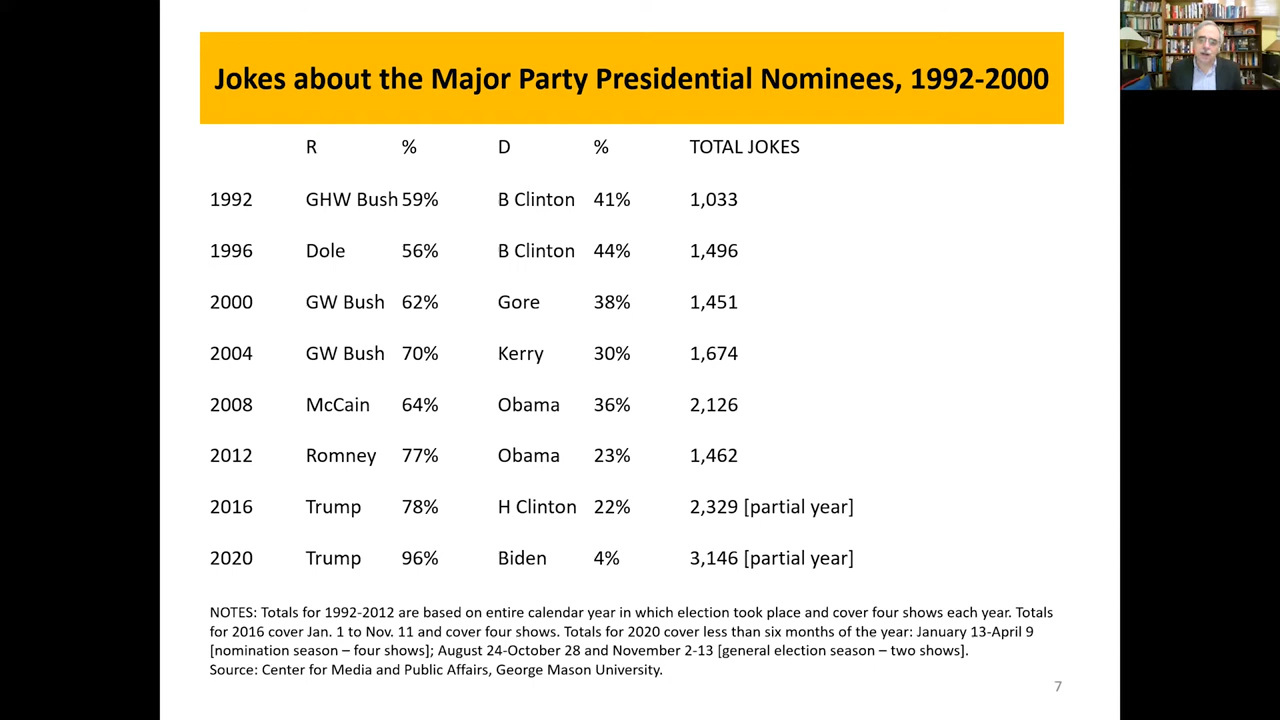 Jokes about the Major Party Presidential Nominees, 1992-2000
R % D % TOTAL JOKES
1992 GHW Bush 59% B Clinton 41% 1,033
1996 Dole 56% B Clinton 44% 1,496
2000 GW Bush 62% Gore 38% 1,451
2004 GW Bush 70% Kerry 30% 1,674
2008 McCain 64% Obama 36% 2,126
2012 Romney 77% Obama 23% 1,462
2016 Trump 78% H Clinton 22% 2,329 [partial year]
2020 Trump 96% Biden 4% 3,146 [partial year]
NOTES: Totals for 1992-2012 are based on entire calendar year in which election took place and cover four shows each year. Totals
for 2016 cover Jan. 1 to Nov. 11 and cover four shows. Totals for 2020 cover less than six months of the year: January 13-April 9
[nomination season – four shows]; August 24-October 28 and November 2-13 [general election season – two shows].
Source: Center for Media and Public Affairs, George Mason University.
7